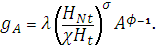 g_A = λ(H_{Nt}/χH_t)^σ A^{ϕ-1}.